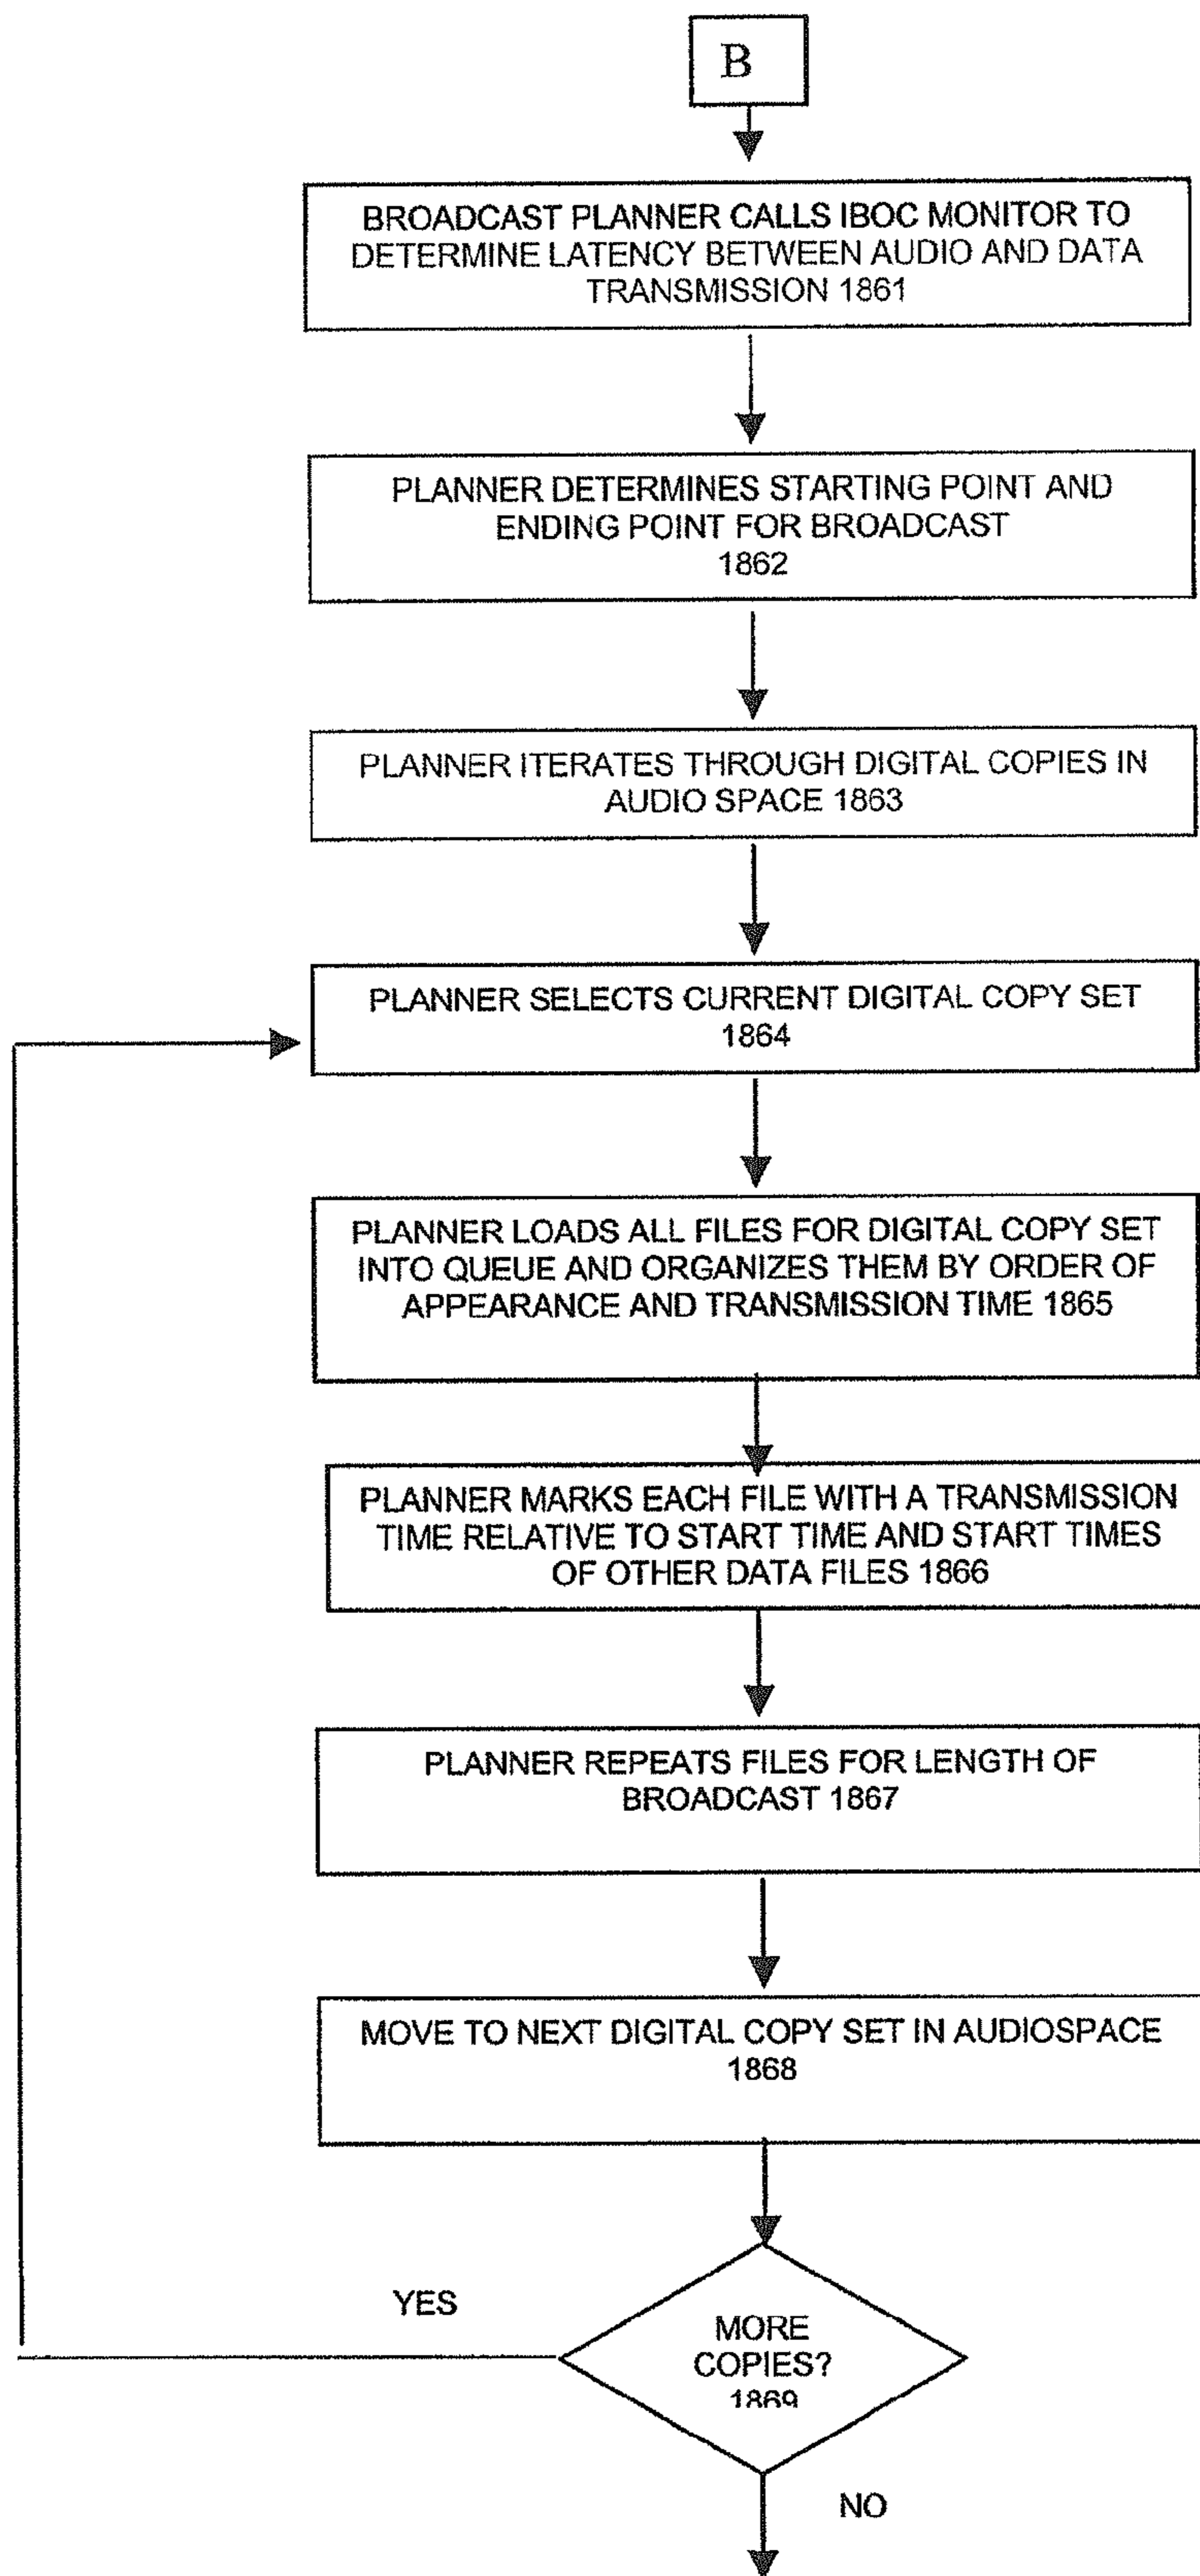 B
BROADCAST PLANNER CALLS IBOC MONITOR TO
DETERMINE LATENCY BETWEEN AUDIO AND DATA
TRANSMISSION 1861
PLANNER DETERMINES STARTING POINT AND
ENDING POINT FOR BROADCAST
1862
PLANNER ITERATES THROUGH DIGITAL COPIES IN
AUDIO SPACE 1863
PLANNER SELECTS CURRENT DIGITAL COPY SET
1864
PLANNER LOADS ALL FILES FOR DIGITAL COPY SET
INTO QUEUE AND ORGANIZES THEM BY ORDER OF
APPEARANCE AND TRANSMISSION TIME 1865
PLANNER MARKS EACH FILE WITH A TRANSMISSION
TIME RELATIVE TO START TIME AND START TIMES
OF OTHER DATA FILES 1866
PLANNER REPEATS FILES FOR LENGTH OF
BROADCAST 1867
MOVE TO NEXT DIGITAL COPY SET IN AUDIOSPACE
1868
YES
MORE
COPIES?
1869
NO